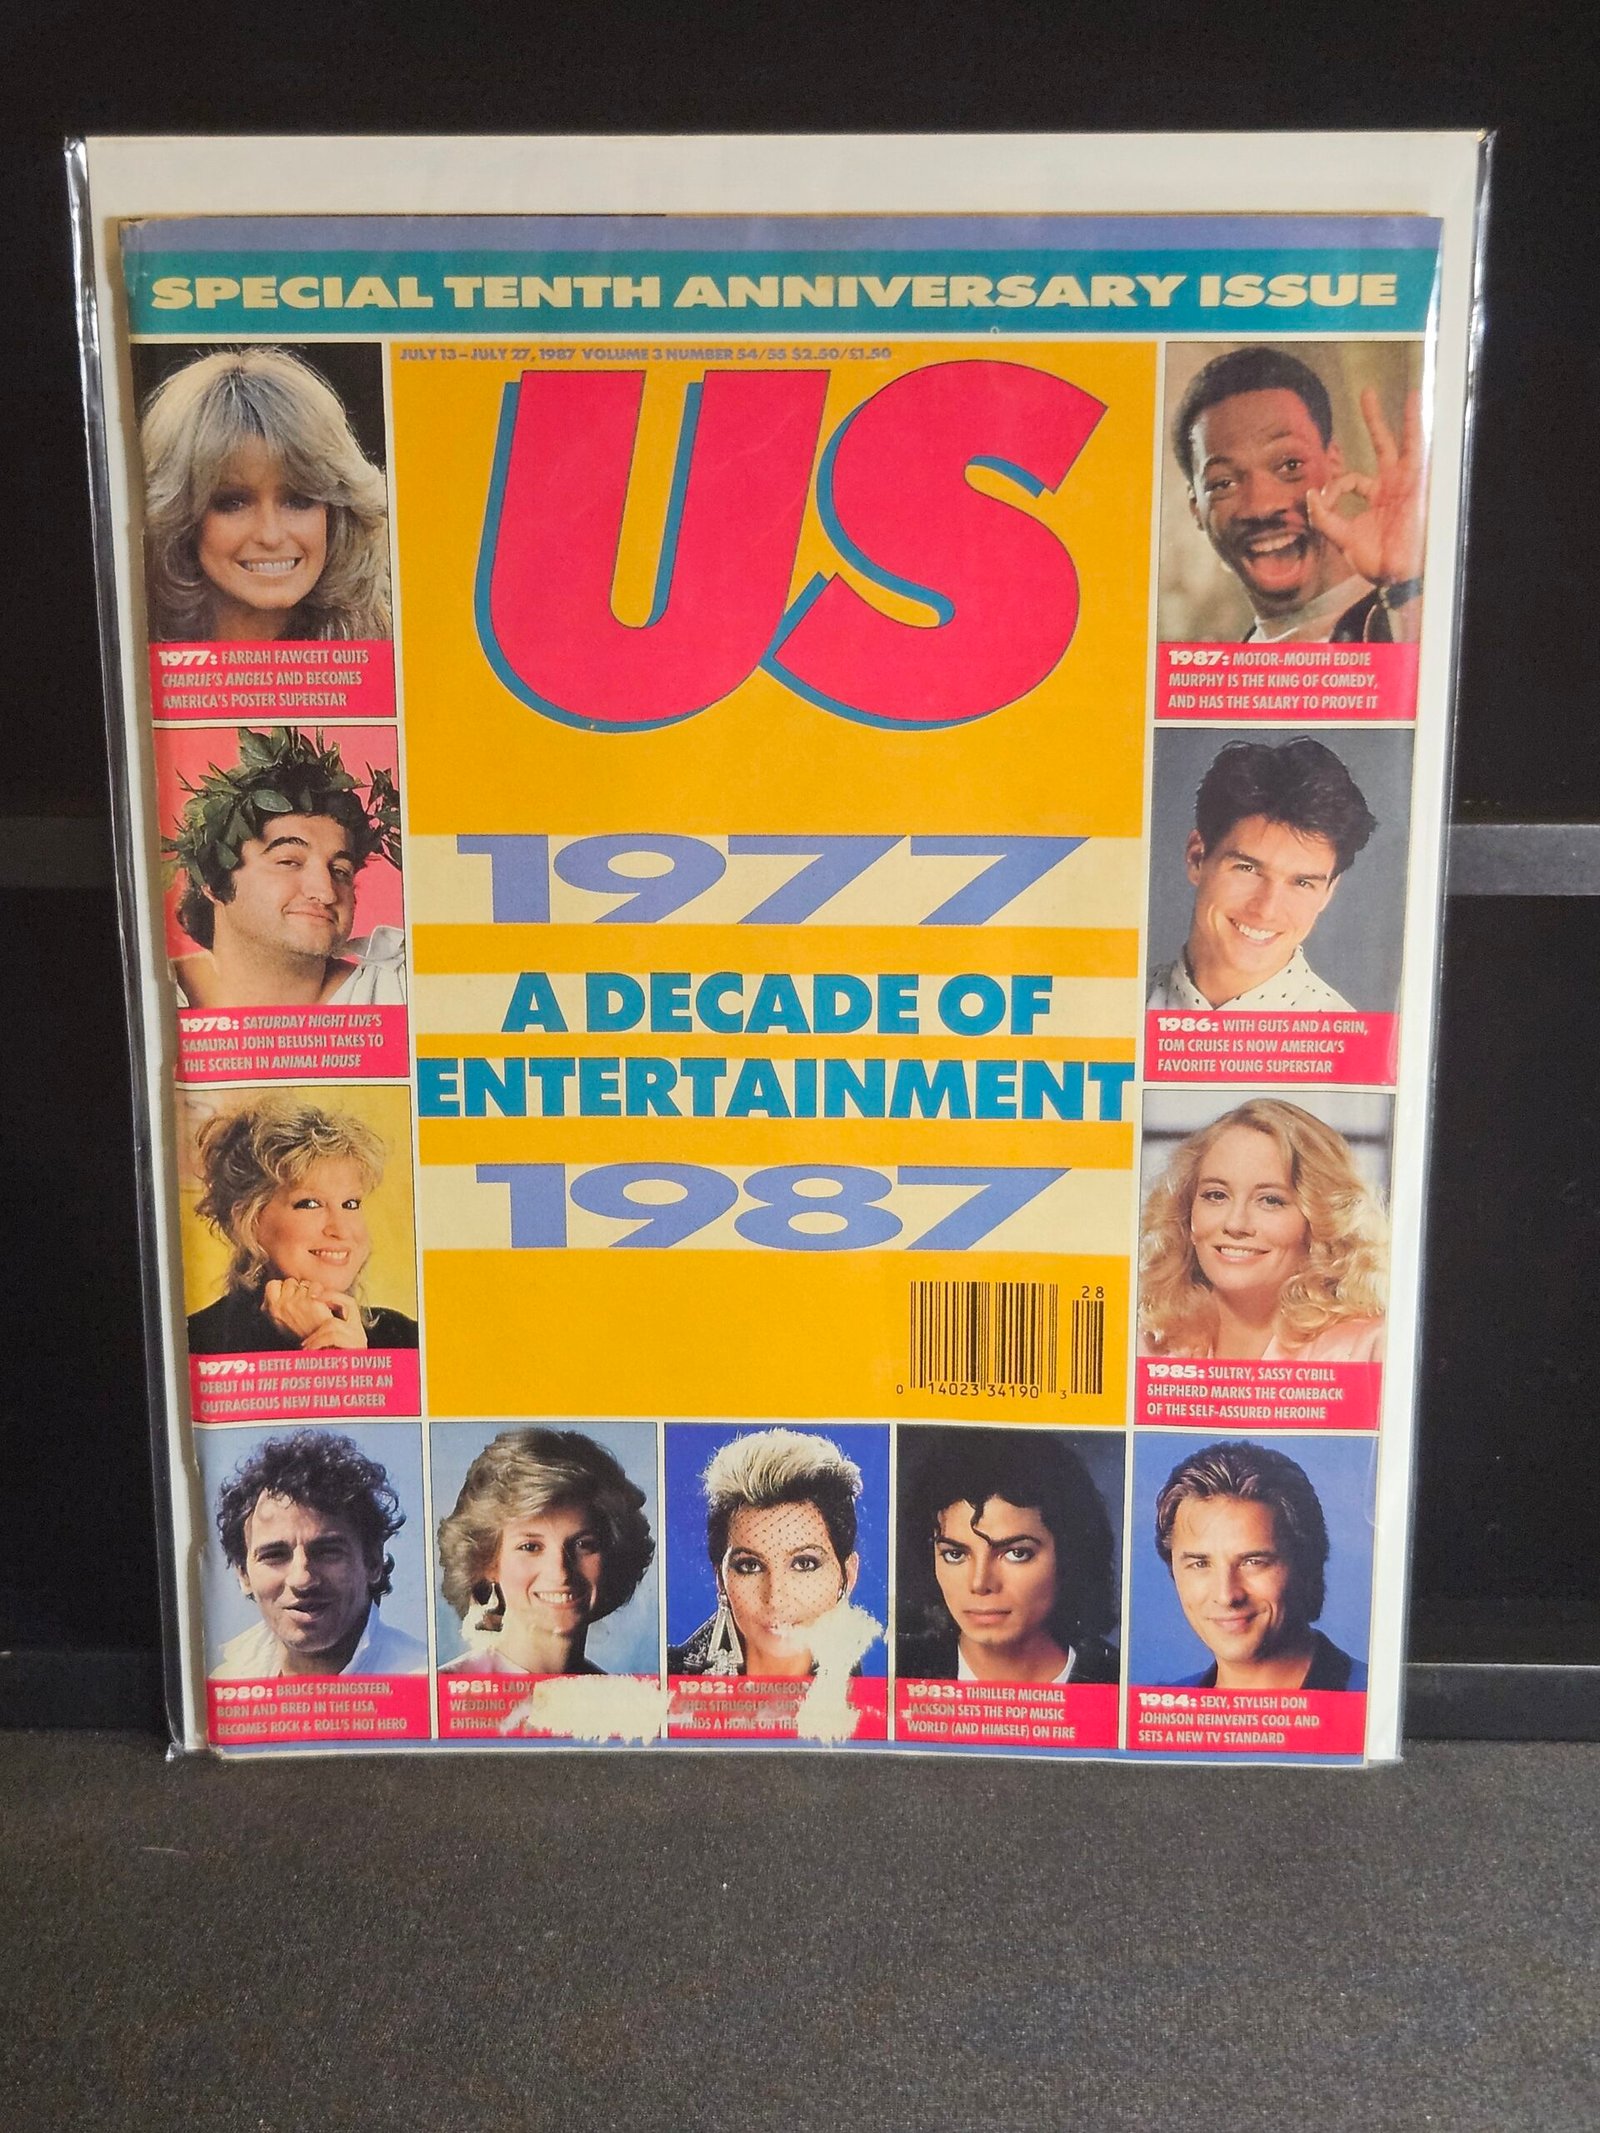 SPECIAL TENTH ANNIVERSARY ISSUE
JULY 13 – JULY 27, 1987 VOLUME 3 NUMBER 54/55 $2.50/£1.50
US
1977
A DECADE OF
ENTERTAINMENT
1987
28
0 14023 34190 3
1977: FARRAH FAWCETT QUITS
CHARLIE'S ANGELS AND BECOMES
AMERICA'S POSTER SUPERSTAR
1978: SATURDAY NIGHT LIVE'S
SAMURAI JOHN BELUSHI TAKES TO
THE SCREEN IN ANIMAL HOUSE
1979: BETTE MIDLER'S DIVINE
DEBUT IN THE ROSE GIVES HER AN
OUTRAGEOUS NEW FILM CAREER
1980: BRUCE SPRINGSTEEN,
BORN AND BRED IN THE USA,
BECOMES ROCK & ROLL'S HOT HERO
1981: LADY
WEDDING
1982: COURAGEOUS
CHER STRUGGLES,
FINDS A HOME ON THE
1983: THRILLER MICHAEL
JACKSON SETS THE POP MUSIC
WORLD (AND HIMSELF) ON FIRE
1984: SEXY, STYLISH DON
JOHNSON REINVENTS COOL AND
SETS A NEW TV STANDARD
1985: SULTRY, SASSY CYBILL
SHEPHERD MARKS THE COMEBACK
OF THE SELF-ASSURED HEROINE
1986: WITH GUTS AND A GRIN,
TOM CRUISE IS NOW AMERICA'S
FAVORITE YOUNG SUPERSTAR
1987: MOTOR-MOUTH EDDIE
MURPHY IS THE KING OF COMEDY,
AND HAS THE SALARY TO PROVE IT